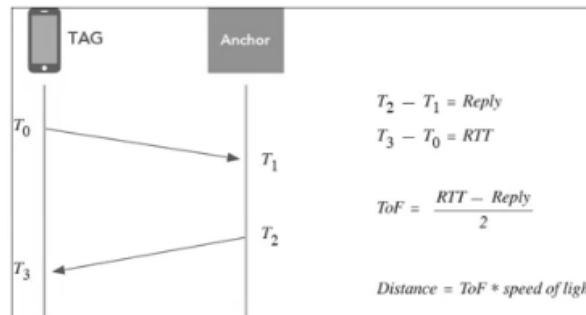 TAG
Anchor
T0
T1
T2
T3
T2 − T1 = Reply
T3 − T0 = RTT
ToF = RTT − Reply
2
Distance = ToF * speed of ligh